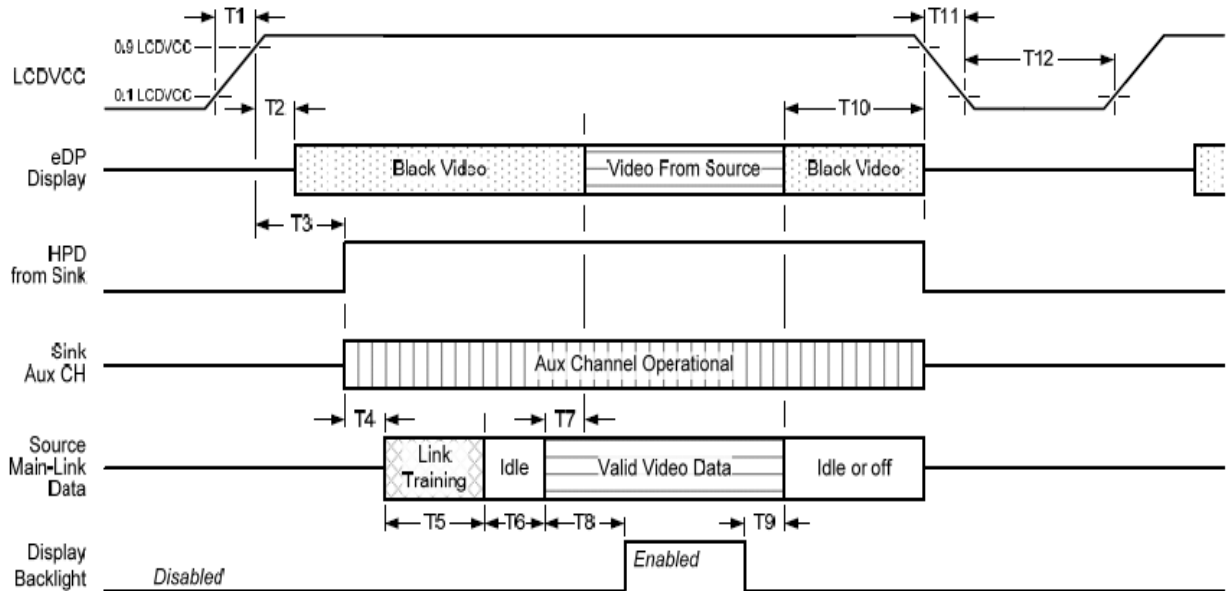 T1
T11
0.9 LCDVCC
LCDVCC
T12
0.1 LCDVCC
T2
T10
eDP
Display
Black Video
Video From Source
Black Video
T3
HPD
from Sink
Sink
Aux CH
Aux Channel Operational
T4
T7
Source
Main-Link
Data
Link
Training
Idle
Valid Video Data
Idle or off
T5
T6
T8
T9
Display
Backlight
Disabled
Enabled